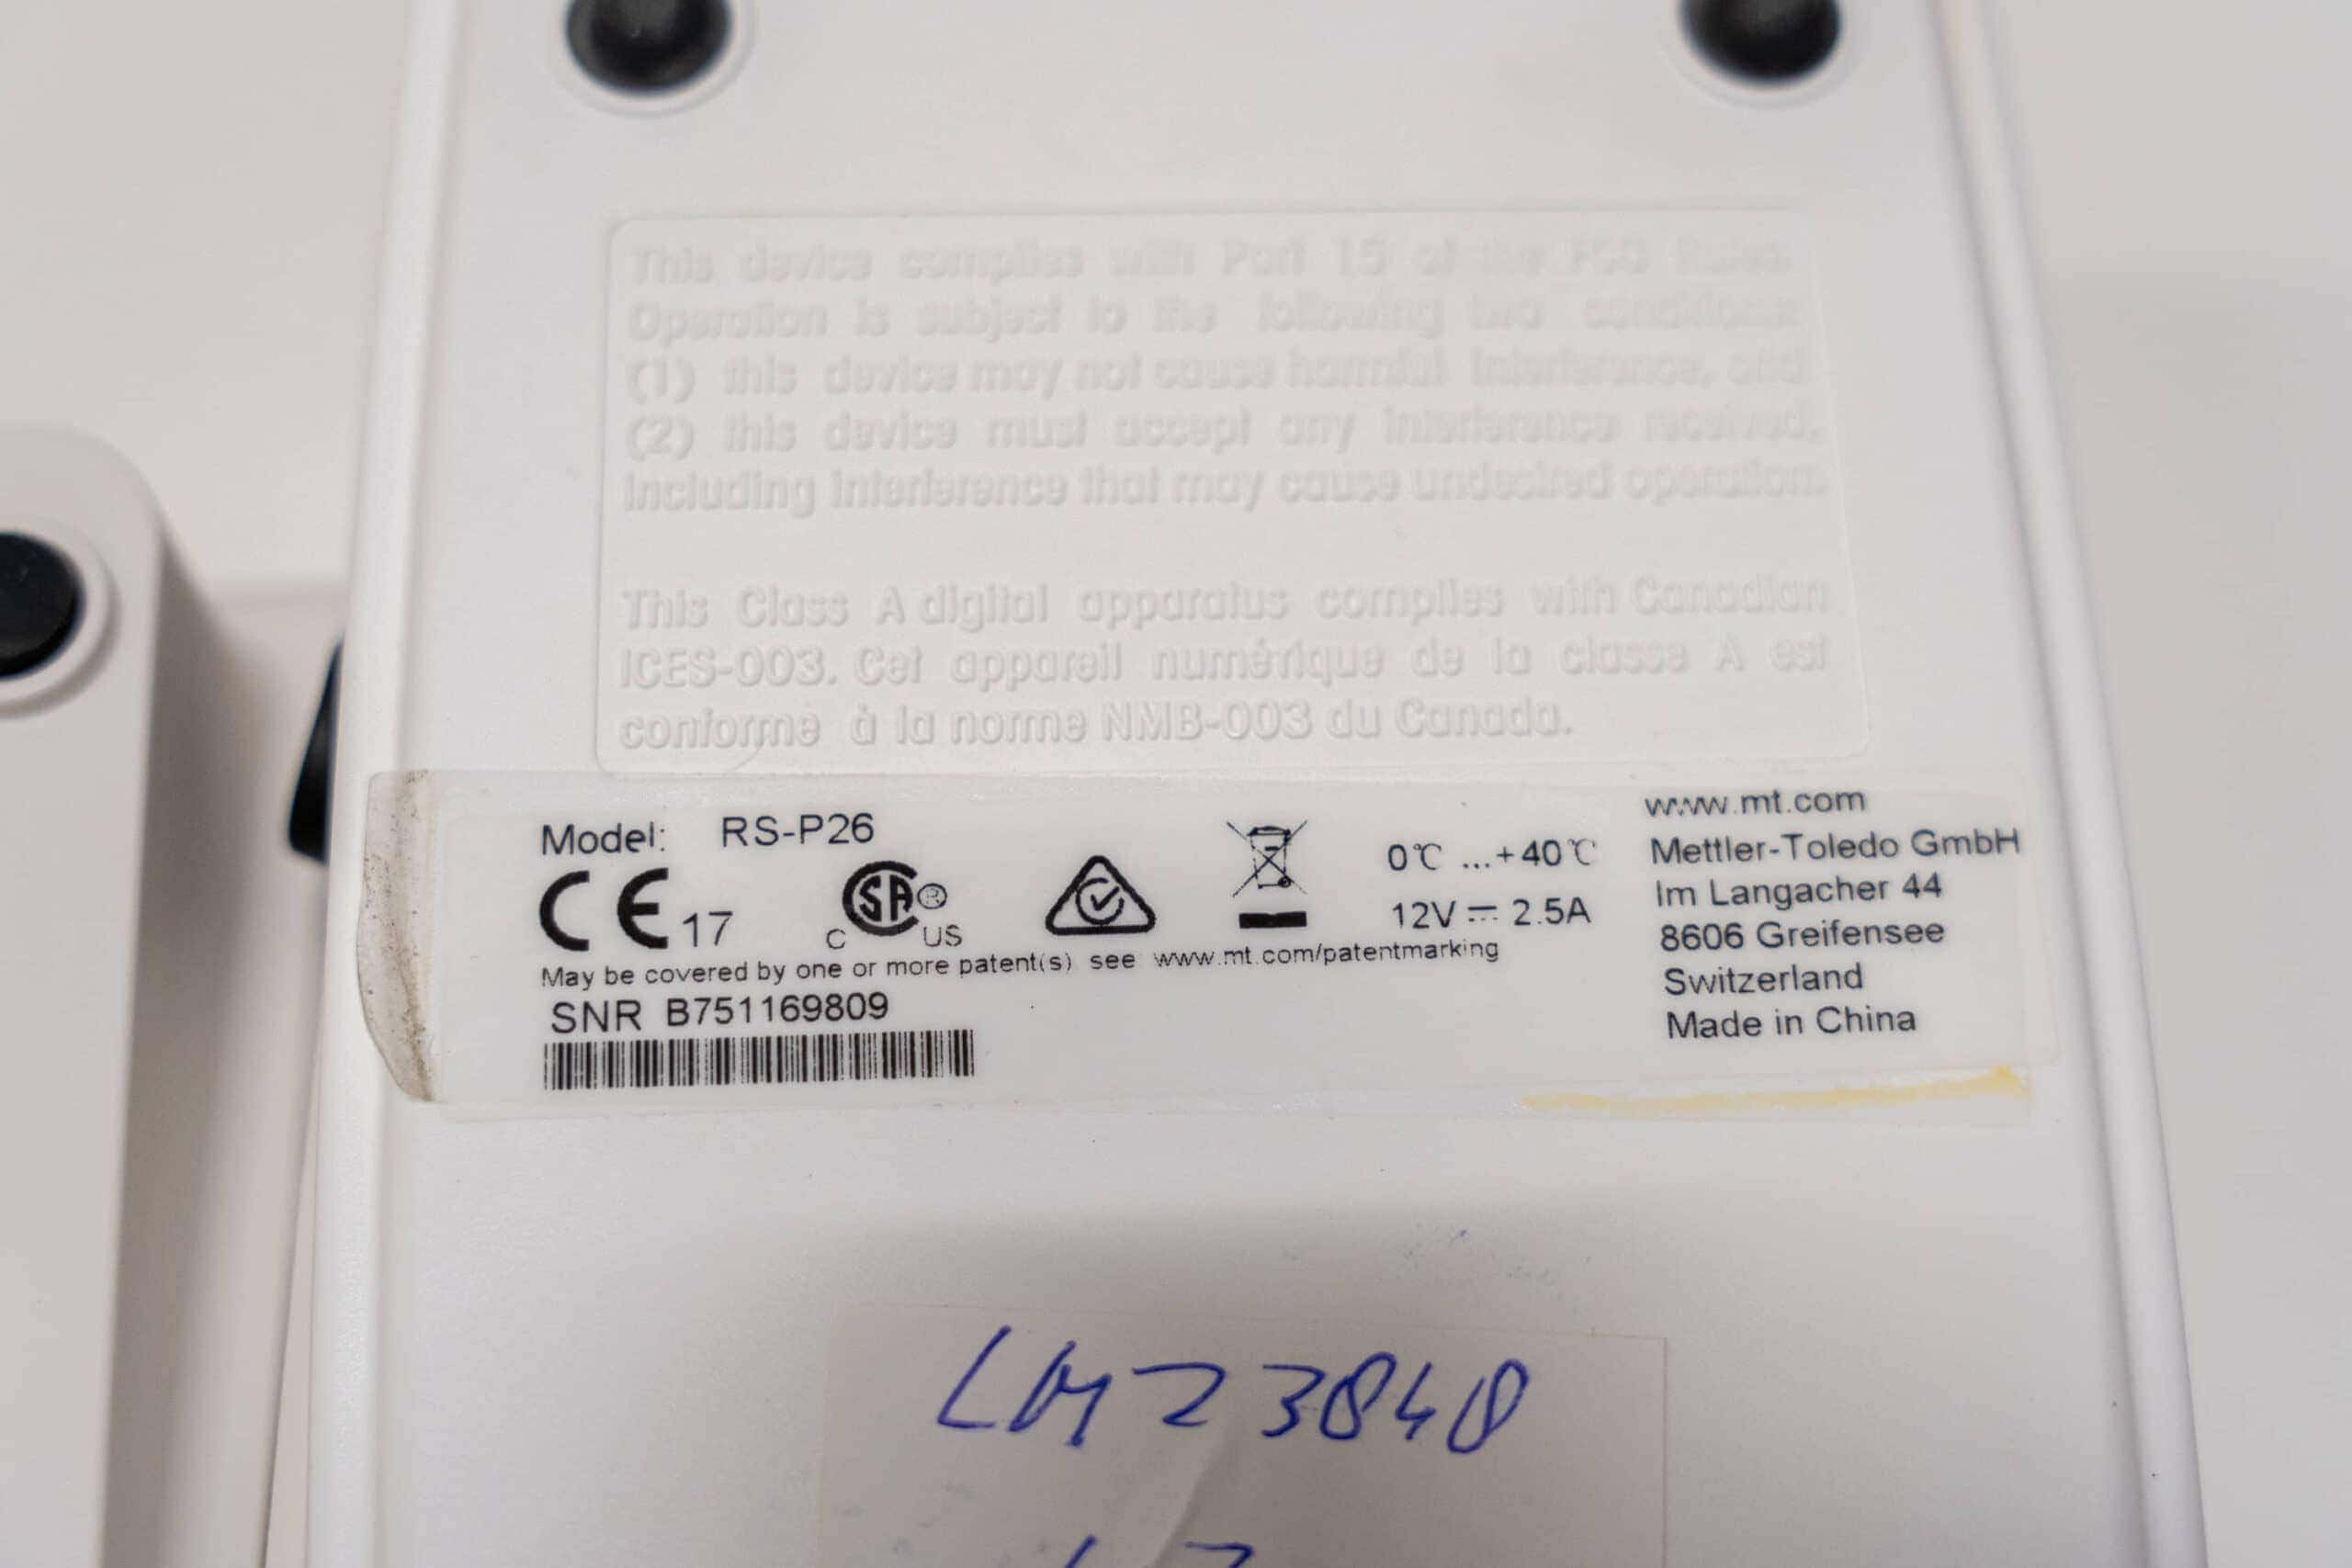 This device complies with Part 15 of the FCC Rules.
Operation is subject to the following two conditions:
(1) this device may not cause harmful interference, and
(2) this device must accept any interference received,
including interference that may cause undesired operation.
This Class A digital apparatus complies with Canadian
ICES-003. Cet appareil numérique de la classe A est
conforme à la norme NMB-003 du Canada.
Model: RS-P26
CE 17
C SA® US
0℃ ...+40℃
12V 2.5A
May be covered by one or more patent(s) see www.mt.com/patentmarking
SNR B751169809
www.mt.com
Mettler-Toledo GmbH
Im Langacher 44
8606 Greifensee
Switzerland
Made in China
LM23848